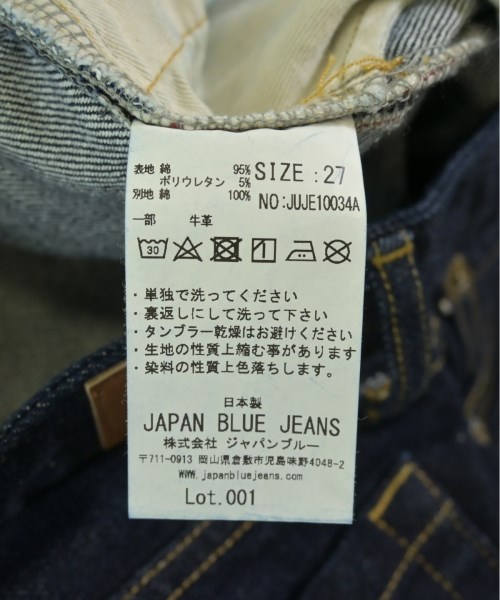 表地 綿 95% SIZE:27
ポリウレタン 5%
別地 綿 100% NO:JUJE10034A
一部 牛革
30
・単独で洗ってください
・裏返しにして洗って下さい
・タンブラー乾燥はお避けください
・生地の性質上縮む事があります
・染料の性質上色落ちします。
日本製
JAPAN BLUE JEANS
株式会社 ジャパンブルー
〒711-0913 岡山県倉敷市児島味野4048-2
www.japanbluejeans.com
Lot.001